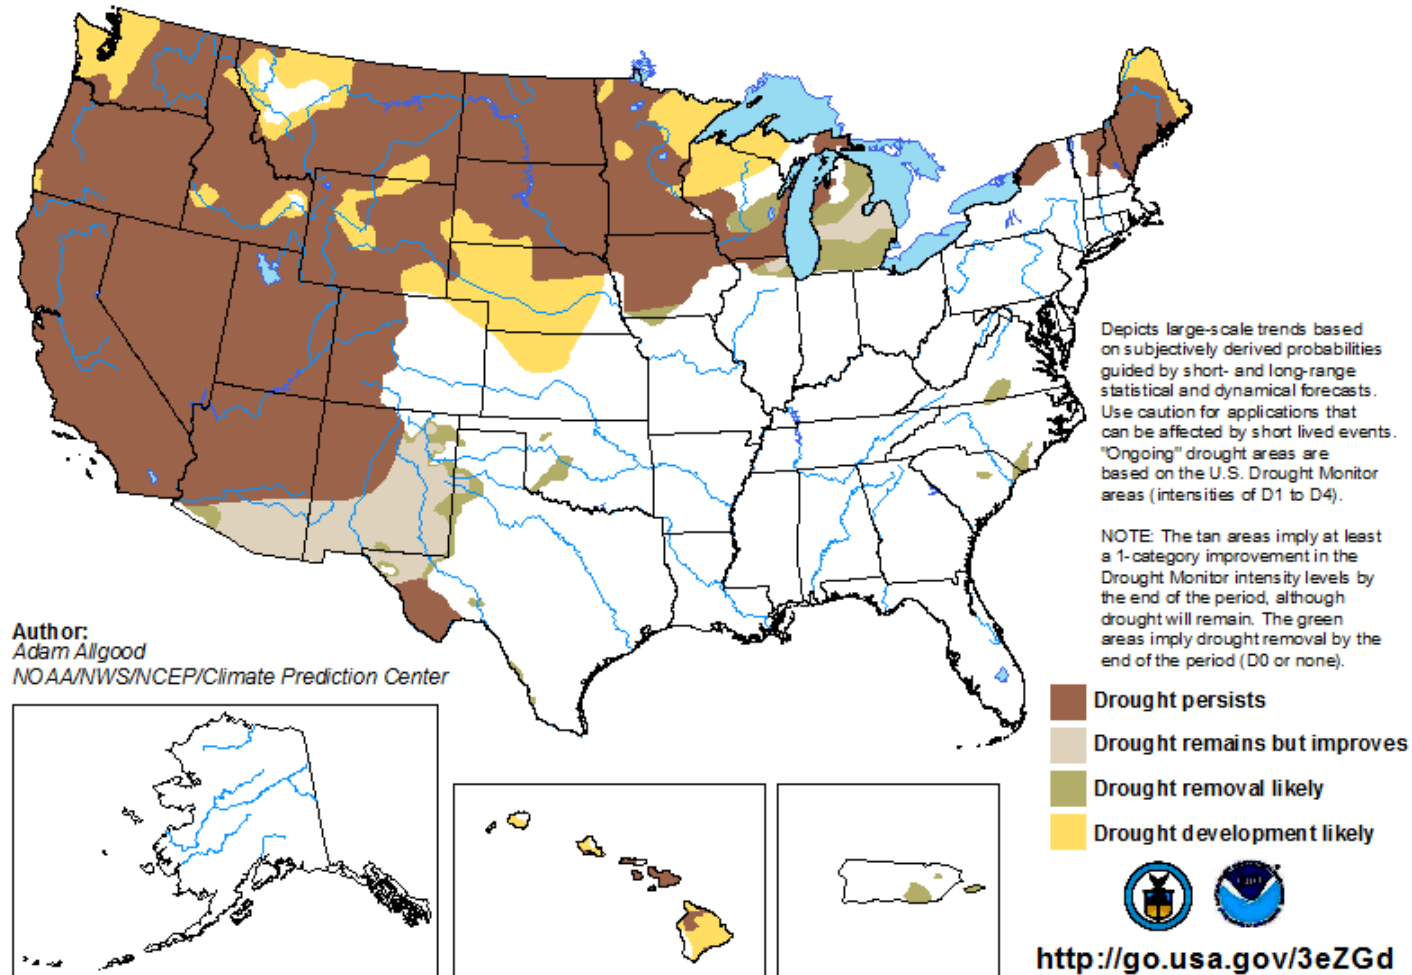 Depicts large-scale trends based
on subjectively derived probabilities
guided by short- and long-range
statistical and dynamical forecasts.
Use caution for applications that
can be affected by short lived events.
"Ongoing" drought areas are
based on the U.S. Drought Monitor
areas (intensities of D1 to D4).
NOTE: The tan areas imply at least
a 1-category improvement in the
Drought Monitor intensity levels by
the end of the period, although
drought will remain. The green
areas imply drought removal by the
end of the period (D0 or none).
Author:
Adam Allgood
NOAA/NWS/NCEP/Climate Prediction Center
Drought persists
Drought remains but improves
Drought removal likely
Drought development likely
http://go.usa.gov/3eZGd